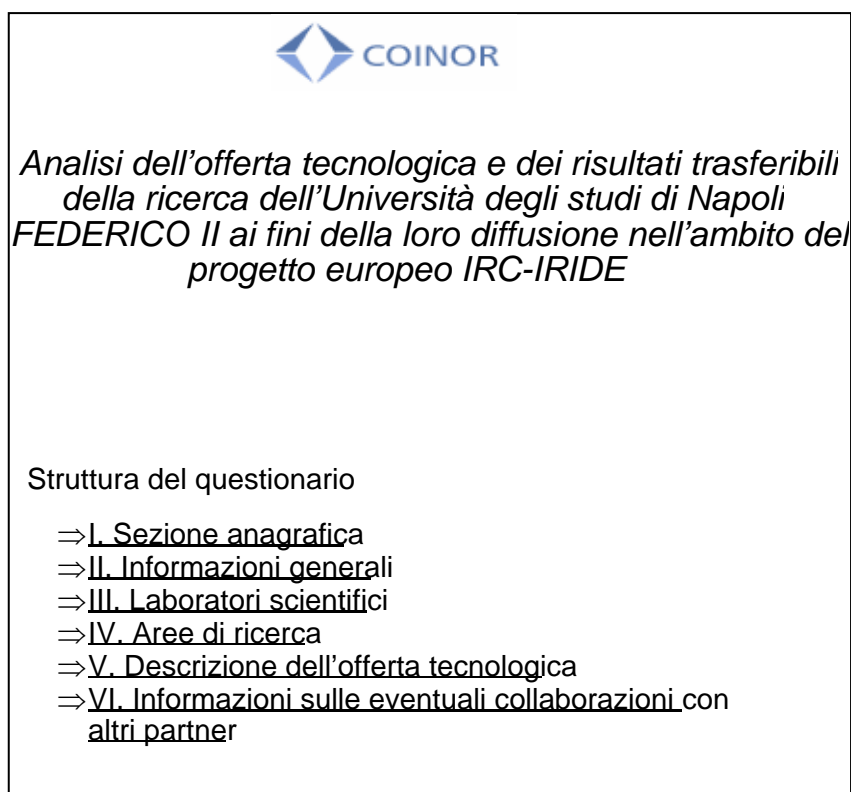 COINOR
Analisi dell'offerta tecnologica e dei risultati trasferibili
della ricerca dell'Università degli studi di Napoli
FEDERICO II ai fini della loro diffusione nell'ambito del
progetto europeo IRC-IRIDE
Struttura del questionario
⇒I. Sezione anagrafica
⇒II. Informazioni generali
⇒III. Laboratori scientifici
⇒IV. Aree di ricerca
⇒V. Descrizione dell'offerta tecnologica
⇒VI. Informazioni sulle eventuali collaborazioni con
altri partner